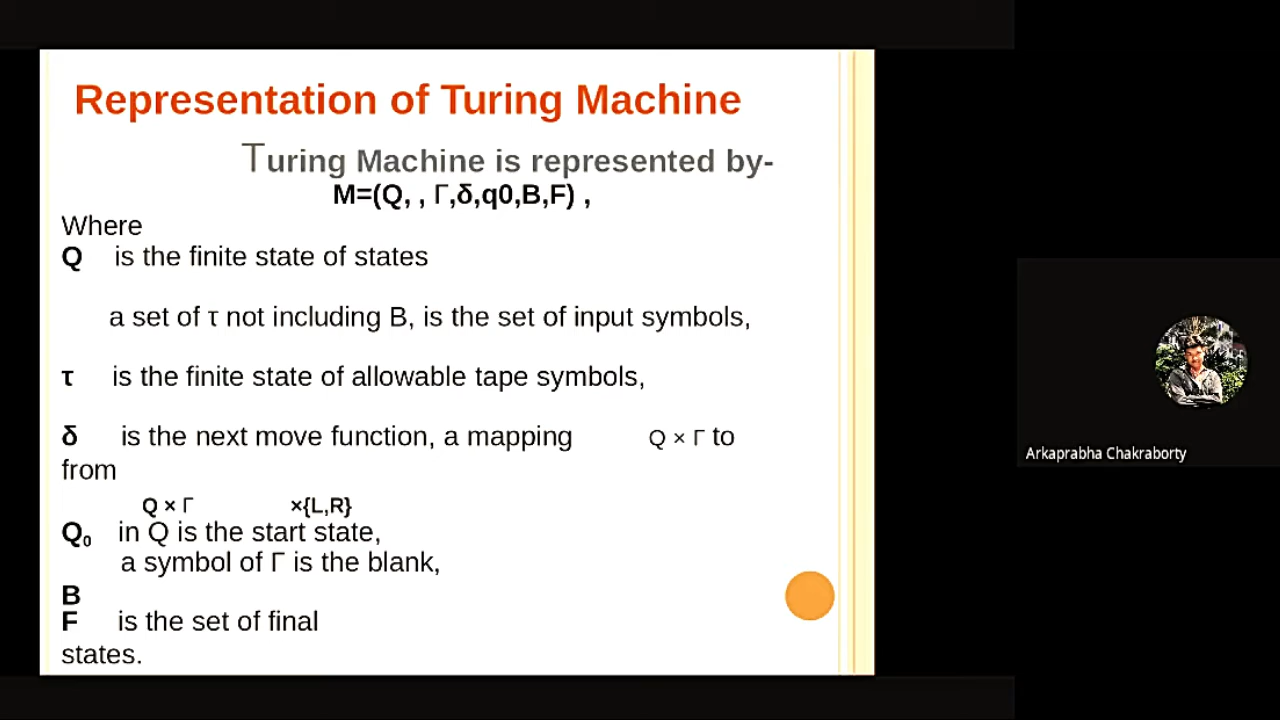 Representation of Turing Machine
Turing Machine is represented by-
M=(Q, , Γ,δ,q0,B,F) ,
Where
Q is the finite state of states
a set of τ not including B, is the set of input symbols,
τ is the finite state of allowable tape symbols,
δ is the next move function, a mapping Q × Γ to
from
Q × Γ ×{L,R}
Q₀ in Q is the start state,
a symbol of Γ is the blank,
B
F is the set of final
states.
Arkaprabha Chakraborty